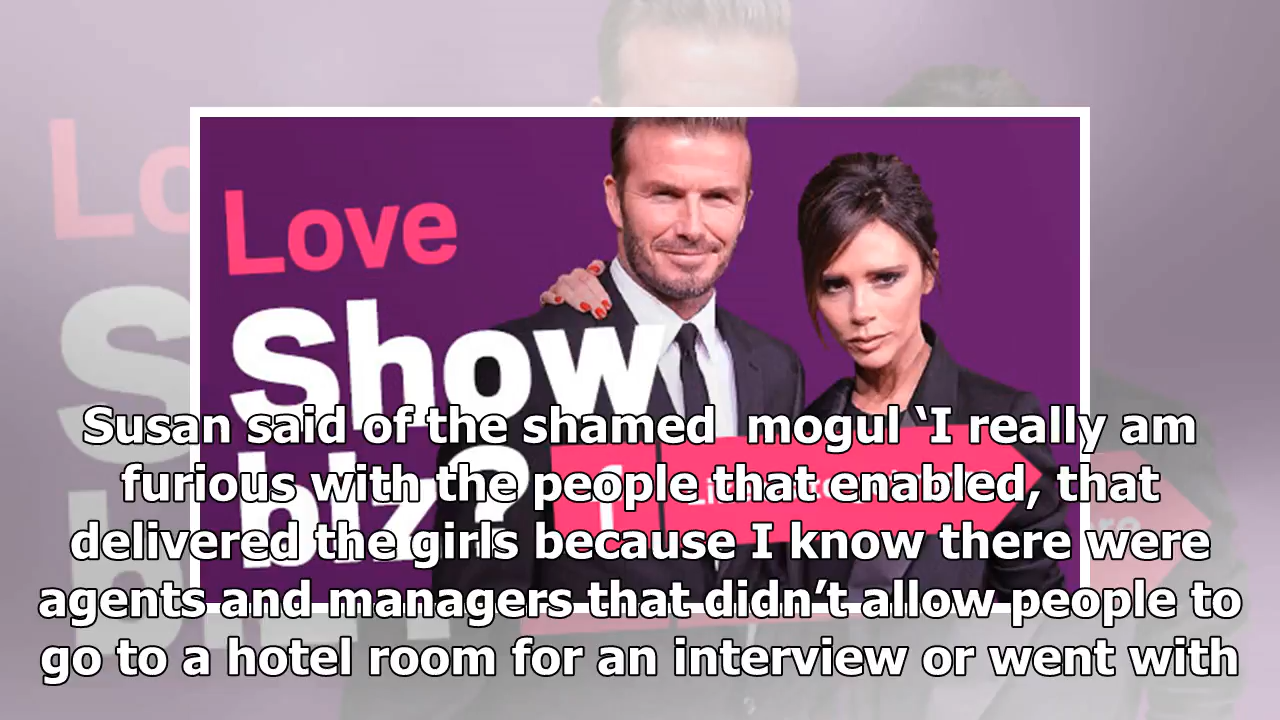 Love
Show
biz?
Susan said of the shamed  mogul ‘I really am
furious with the people that enabled, that
delivered the girls because I know there were
agents and managers that didn’t allow people to
go to a hotel room for an interview or went with